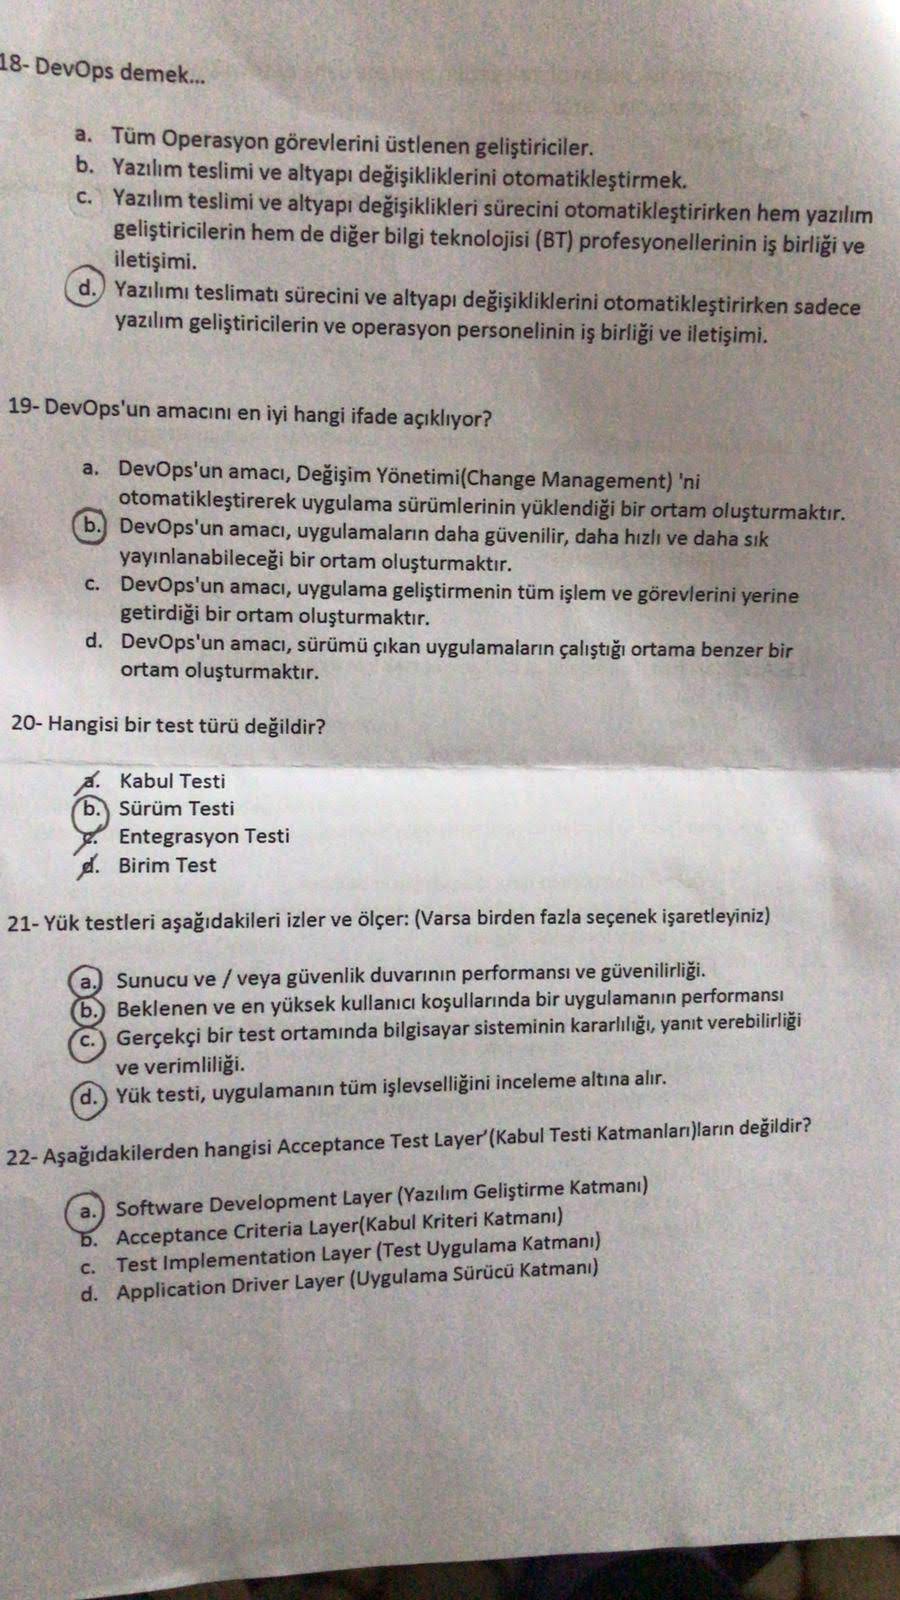 18- DevOps demek...
a. Tüm Operasyon görevlerini üstlenen geliştiriciler.
b. Yazılım teslimi ve altyapı değişikliklerini otomatikleştirmek.
c. Yazılım teslimi ve altyapı değişiklikleri sürecini otomatikleştirirken hem yazılım
geliştiricilerin hem de diğer bilgi teknolojisi (BT) profesyonellerinin iş birliği ve
iletişimi.
d. Yazılımı teslimatı sürecini ve altyapı değişikliklerini otomatikleştirirken sadece
yazılım geliştiricilerin ve operasyon personelinin iş birliği ve iletişimi.
19- DevOps'un amacını en iyi hangi ifade açıklıyor?
a. DevOps'un amacı, Değişim Yönetimi(Change Management) 'ni
otomatikleştirerek uygulama sürümlerinin yüklendiği bir ortam oluşturmaktır.
b. DevOps'un amacı, uygulamaların daha güvenilir, daha hızlı ve daha sık
yayınlanabileceği bir ortam oluşturmaktır.
c. DevOps'un amacı, uygulama geliştirmenin tüm işlem ve görevlerini yerine
getirdiği bir ortam oluşturmaktır.
d. DevOps'un amacı, sürümü çıkan uygulamaların çalıştığı ortama benzer bir
ortam oluşturmaktır.
20- Hangisi bir test türü değildir?
a. Kabul Testi
b. Sürüm Testi
c. Entegrasyon Testi
d. Birim Test
21- Yük testleri aşağıdakileri izler ve ölçer: (Varsa birden fazla seçenek işaretleyiniz)
a. Sunucu ve / veya güvenlik duvarının performansı ve güvenilirliği.
b. Beklenen ve en yüksek kullanıcı koşullarında bir uygulamanın performansı
c. Gerçekçi bir test ortamında bilgisayar sisteminin kararlılığı, yanıt verebilirliği
ve verimliliği.
d. Yük testi, uygulamanın tüm işlevselliğini inceleme altına alır.
22- Aşağıdakilerden hangisi Acceptance Test Layer'(Kabul Testi Katmanları)ların değildir?
a. Software Development Layer (Yazılım Geliştirme Katmanı)
b. Acceptance Criteria Layer(Kabul Kriteri Katmanı)
c. Test Implementation Layer (Test Uygulama Katmanı)
d. Application Driver Layer (Uygulama Sürücü Katmanı)